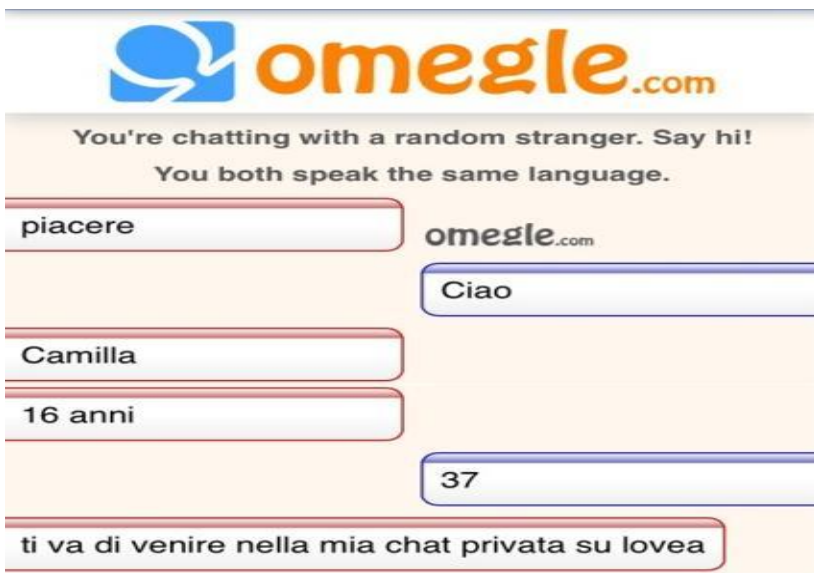 omegle.com
You're chatting with a random stranger. Say hi!
You both speak the same language.
piacere
omegle.com
Ciao
Camilla
16 anni
37
ti va di venire nella mia chat privata su lovea